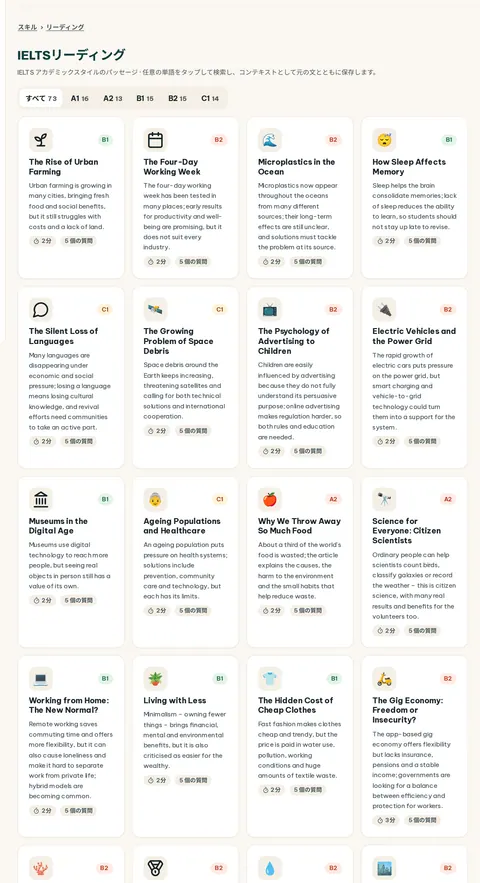 スキル › リーディング
IELTSリーディング
IELTS アカデミックスタイルのパッセージ · 任意の単語をタップして検索し、コンテキストとして元の文とともに保存します。
すべて 73 A1 16 A2 13 B1 15 B2 15 C1 14
B1
The Rise of Urban
Farming
Urban farming is growing in
many cities, bringing fresh
food and social benefits,
but it still struggles with
costs and a lack of land.
2分 5 個の質問
B2
The Four-Day
Working Week
The four-day working
week has been tested in
many places; early results
for productivity and well-
being are promising, but it
does not suit every
industry.
2分 5 個の質問
B2
Microplastics in the
Ocean
Microplastics now appear
throughout the oceans
from many different
sources; their long-term
effects are still unclear,
and solutions must tackle
the problem at its source.
2分 5 個の質問
B1
How Sleep Affects
Memory
Sleep helps the brain
consolidate memories; lack
of sleep reduces the ability
to learn, so students should
not stay up late to revise.
2分 5 個の質問
C1
The Silent Loss of
Languages
Many languages are
disappearing under
economic and social
pressure; losing a language
means losing cultural
knowledge, and revival
efforts need communities
to take an active part.
2分 5 個の質問
C1
The Growing
Problem of Space
Debris
Space debris around the
Earth keeps increasing,
threatening satellites and
calling for both technical
solutions and international
cooperation.
2分 5 個の質問
B2
The Psychology of
Advertising to
Children
Children are easily
influenced by advertising
because they do not fully
understand its persuasive
purpose; online advertising
makes regulation harder, so
both rules and education
are needed.
2分 5 個の質問
B2
Electric Vehicles and
the Power Grid
The rapid growth of
electric cars puts pressure
on the power grid, but
smart charging and
vehicle-to-grid
technology could turn
them into a support for the
system.
2分 5 個の質問
B1
Museums in the
Digital Age
Museums use digital
technology to reach more
people, but seeing real
objects in person still has a
value of its own.
2分 5 個の質問
C1
Ageing Populations
and Healthcare
An ageing population puts
pressure on health systems;
solutions include
prevention, community
care and technology, but
each has its limits.
2分 5 個の質問
A2
Why We Throw Away
So Much Food
About a third of the world's
food is wasted; the article
explains the causes, the
harm to the environment
and the small habits that
help reduce waste.
2分 5 個の質問
A2
Science for
Everyone: Citizen
Scientists
Ordinary people can help
scientists count birds,
classify galaxies or record
the weather – this is citizen
science, with many real
results and benefits for the
volunteers too.
2分 5 個の質問
B1
Working from Home:
The New Normal?
Remote working saves
commuting time and offers
more flexibility, but it can
also cause loneliness and
make it hard to separate
work from private life;
hybrid models are
becoming common.
2分 5 個の質問
B1
Living with Less
Minimalism – owning fewer
things – brings financial,
mental and environmental
benefits, but it is also
criticised as easier for the
wealthy.
2分 5 個の質問
B1
The Hidden Cost of
Cheap Clothes
Fast fashion makes clothes
cheap and trendy, but the
price is paid in water use,
pollution, working
conditions and huge
amounts of textile waste.
2分 5 個の質問
B2
The Gig Economy:
Freedom or
Insecurity?
The app-based gig
economy offers flexibility
but lacks insurance,
pensions and a stable
income; governments are
looking for a balance
between efficiency and
protection for workers.
3分 5 個の質問
B2
B2
B2
B2